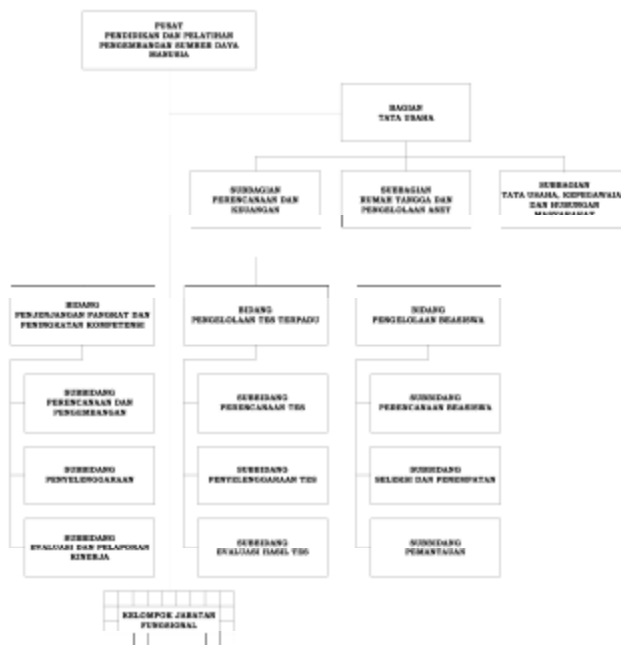 PUSAT
PENDIDIKAN DAN PELATIHAN
PENGEMBANGAN SUMBER DAYA
MANUSIA
BAGIAN
TATA USAHA
SUBBAGIAN
PERENCANAAN DAN
KEUANGAN
SUBBAGIAN
RUMAH TANGGA DAN
PENGELOLAAN ASET
SUBBAGIAN
TATA USAHA, KEPEGAWAIA
DAN HUBUNGAN
MASYARAKAT
BIDANG
PENJENJANGAN PANGKAT DAN
PENINGKATAN KOMPETENSI
BIDANG
PENGELOLAAN TES TERPADU
BIDANG
PENGELOLAAN BEASISWA
SUBBIDANG
PERENCANAAN DAN
PENGEMBANGAN
SUBBIDANG
PERENCANAAN TES
SUBBIDANG
PERENCANAAN BEASISWA
SUBBIDANG
PENYELENGGARAAN
SUBBIDANG
PENYELENGGARAAN TES
SUBBIDANG
SELEKSI DAN PENEMPATAN
SUBBIDANG
EVALUASI DAN PELAPORAN
KINERJA
SUBBIDANG
EVALUASI HASIL TES
SUBBIDANG
PEMANTAUAN
KELOMPOK JABATAN
FUNGSIONAL